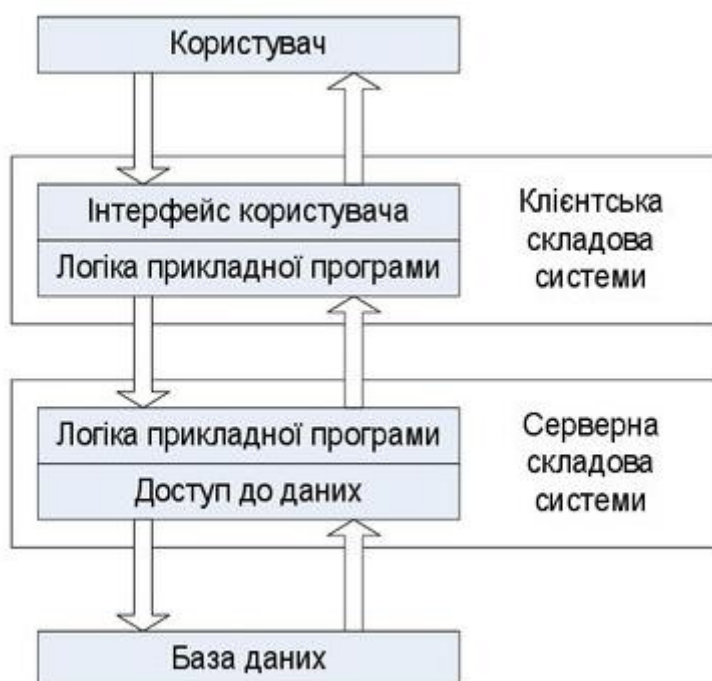 Користувач
Інтерфейс користувача
Логіка прикладної програми
Клієнтська
складова
системи
Логіка прикладної програми
Доступ до даних
Серверна
складова
системи
База даних